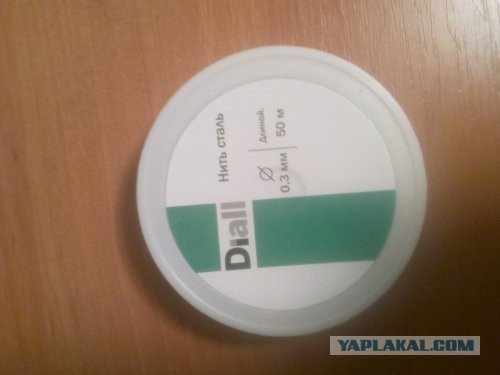 Diall
Нить сталь
Ø
0,3 мм
Длиной.
50 м
YAPLAKAL.COM